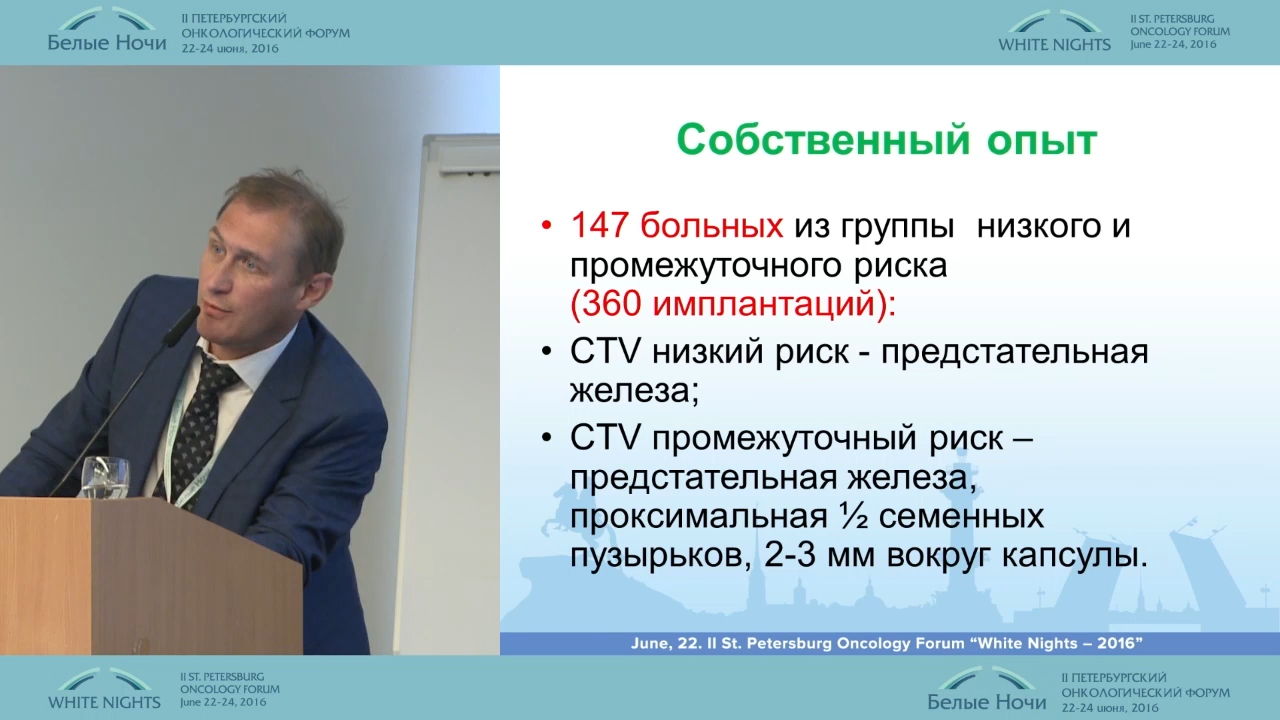 Белые Ночи
II ПЕТЕРБУРГСКИЙ
ОНКОЛОГИЧЕСКИЙ ФОРУМ
22-24 июня, 2016
WHITE NIGHTS
II ST. PETERSBURG
ONCOLOGY FORUM
June 22-24, 2016
Собственный опыт
• 147 больных из группы низкого и
промежуточного риска
(360 имплантаций):
• CTV низкий риск - предстательная
железа;
• CTV промежуточный риск –
предстательная железа,
проксимальная ½ семенных
пузырьков, 2-3 мм вокруг капсулы.
June, 22. II St. Petersburg Oncology Forum “White Nights – 2016”
WHITE NIGHTS
II ST. PETERSBURG
ONCOLOGY FORUM
June 22-24, 2016
Белые Ночи
II ПЕТЕРБУРГСКИЙ
ОНКОЛОГИЧЕСКИЙ ФОРУМ
22-24 июня, 2016